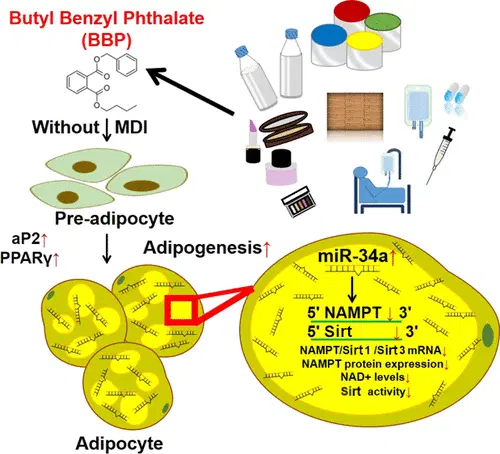 Butyl Benzyl Phthalate
(BBP)
O
O
O
O
Without MDI
Pre-adipocyte
aP2↑
PPARγ↑
Adipogenesis↑
Adipocyte
miR-34a↑
5' NAMPT ↓ 3'
5' Sirt ↓ 3'
NAMPT/Sirt1 /Sirt3 mRNA↓
NAMPT protein expression↓
NAD+ levels↓
Sirt activity↓